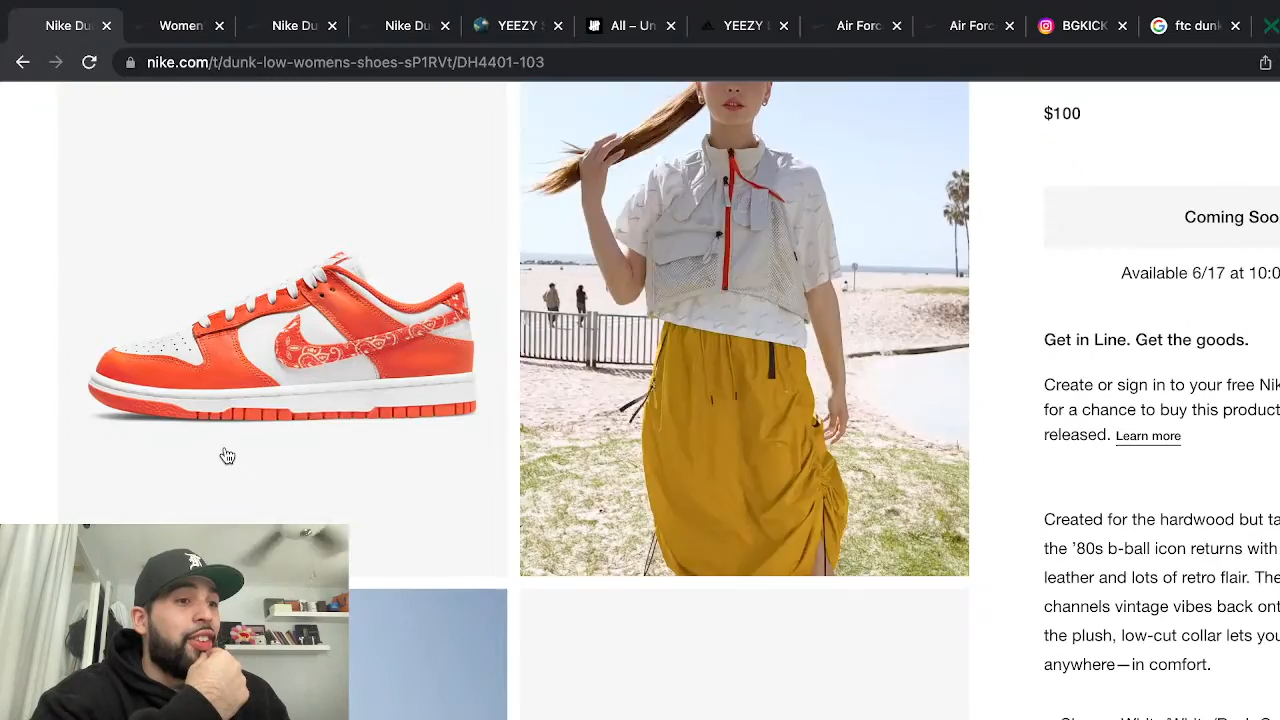 Nike Du
Women
Nike Du
Nike Du
YEEZY
All – Un
YEEZY
Air Forc
Air Forc
BGKICK
ftc dunk
nike.com/t/dunk-low-womens-shoes-sP1RVt/DH4401-103
$100
Coming Soo
Available 6/17 at 10:0
Get in Line. Get the goods.
Create or sign in to your free Nik
for a chance to buy this product
released. Learn more
Created for the hardwood but ta
the '80s b-ball icon returns with
leather and lots of retro flair. The
channels vintage vibes back ont
the plush, low-cut collar lets you
anywhere—in comfort.